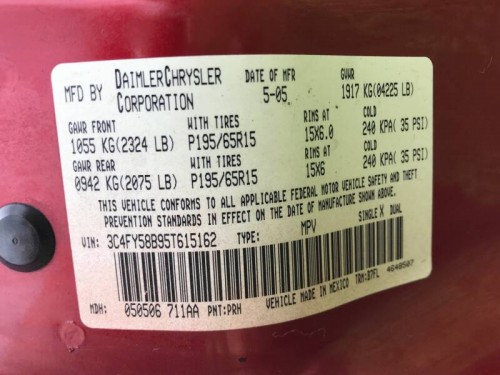 MFD BY DAIMLERCHRYSLER CORPORATION DATE OF MFR 5-05 GVWR 1917 KG(04225 LB)
GAWR FRONT WITH TIRES RIMS AT COLD
1055 KG(2324 LB) P195/65R15 15X6.0 240 KPA( 35 PSI)
GAWR REAR WITH TIRES RIMS AT COLD
0942 KG(2075 LB) P195/65R15 15X6 240 KPA( 35 PSI)
THIS VEHICLE CONFORMS TO ALL APPLICABLE FEDERAL MOTOR VEHICLE SAFETY AND THEFT
PREVENTION STANDARDS IN EFFECT ON THE DATE OF MANUFACTURE SHOWN ABOVE.
VIN: 3C4FY58B95T615162 TYPE: MPV SINGLE X DUAL
MDH: 050506 711AA PNT:PRH VEHICLE MADE IN MEXICO TRM:B7FL 4648507